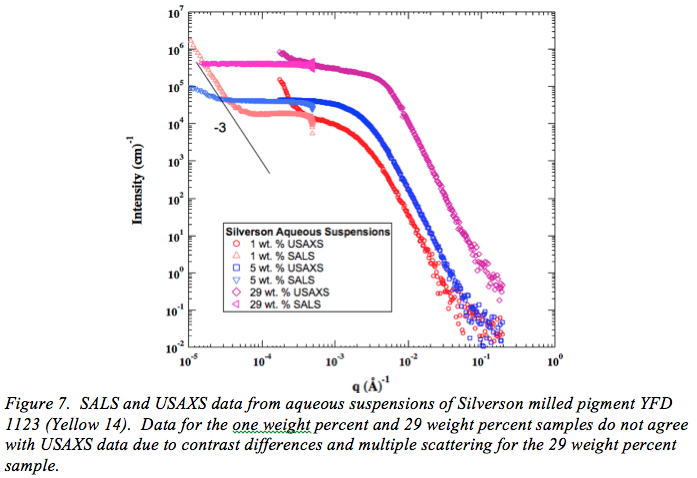 10^7
10^6
10^5
10^4
10^3
10^2
10^1
10^0
10^-1
10^-2
Intensity (cm)^-1
-3
Silverson Aqueous Suspensions
1 wt. % USAXS
1 wt. % SALS
5 wt. % USAXS
5 wt. % SALS
29 wt. % USAXS
29 wt. % SALS
10^-5 10^-4 10^-3 10^-2 10^-1 10^0
q (Å)^-1
Figure 7. SALS and USAXS data from aqueous suspensions of Silverson milled pigment YFD
1123 (Yellow 14). Data for the one weight percent and 29 weight percent samples do not agree
with USAXS data due to contrast differences and multiple scattering for the 29 weight percent
sample.